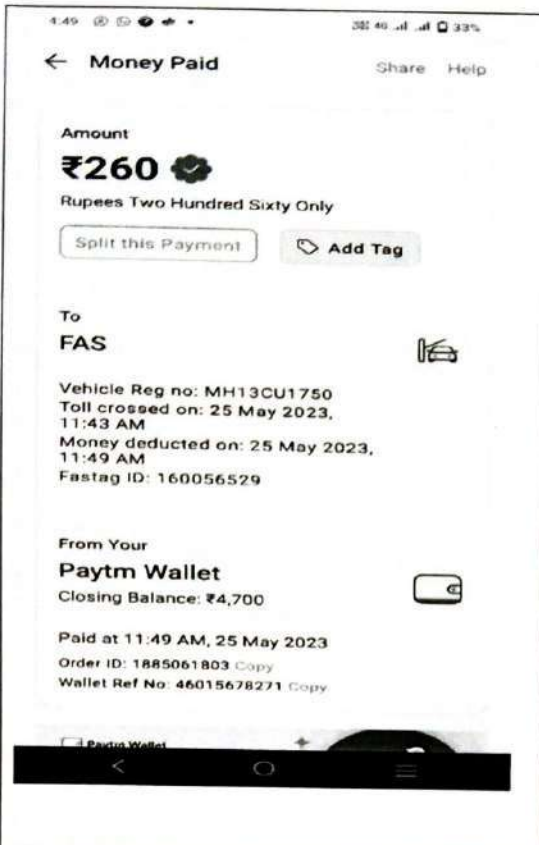 4:49
4G 33%
← Money Paid Share Help
Amount
₹260
Rupees Two Hundred Sixty Only
Split this Payment Add Tag
To
FAS
Vehicle Reg no: MH13CU1750
Toll crossed on: 25 May 2023,
11:43 AM
Money deducted on: 25 May 2023,
11:49 AM
Fastag ID: 160056529
From Your
Paytm Wallet
Closing Balance: ₹4,700
Paid at 11:49 AM, 25 May 2023
Order ID: 1885061803 Copy
Wallet Ref No: 46015678271 Copy
Paytm Wallet